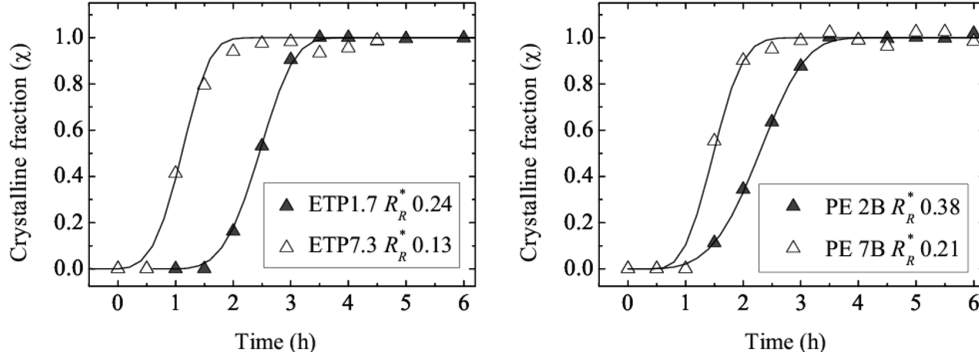 Crystalline fraction (χ)
1.0
0.8
0.6
0.4
0.2
0.0
ETP1.7 R*R 0.24
ETP7.3 R*R 0.13
0 1 2 3 4 5 6
Time (h)
Crystalline fraction (χ)
1.0
0.8
0.6
0.4
0.2
0.0
PE 2B R*R 0.38
PE 7B R*R 0.21
0 1 2 3 4 5 6
Time (h)